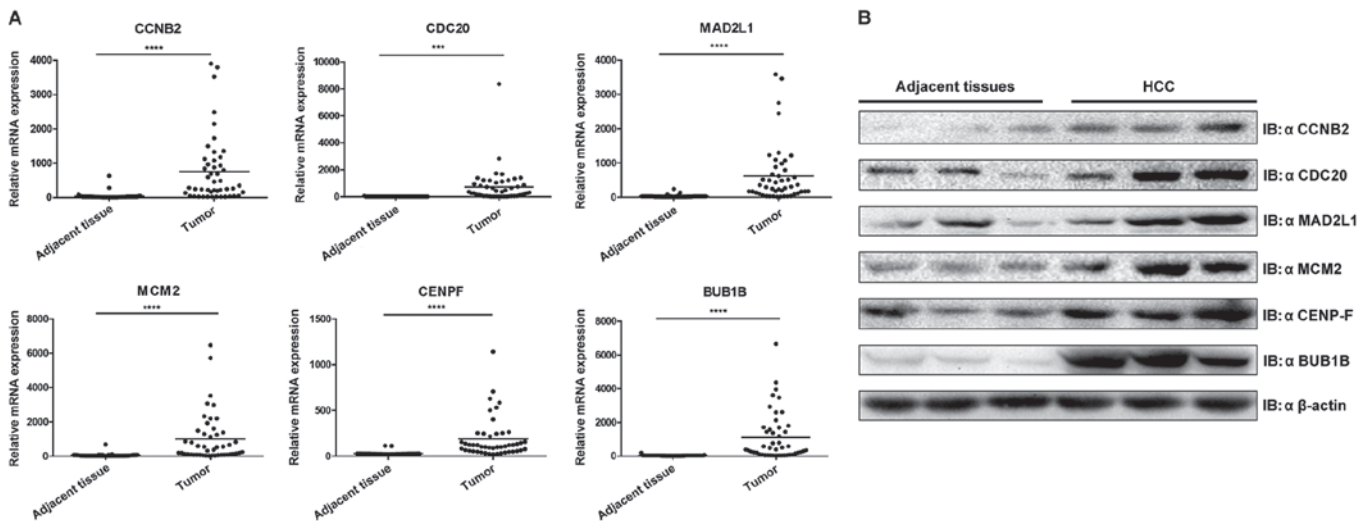 A
CCNB2
****
Relative mRNA expression
4000
3000
2000
1000
0
Adjacent tissue
Tumor
CDC20
***
Relative mRNA expression
10000
8000
6000
4000
2000
0
Adjacent tissue
Tumor
MAD2L1
****
Relative mRNA expression
4000
3000
2000
1000
0
Adjacent tissue
Tumor
MCM2
****
Relative mRNA expression
8000
6000
4000
2000
0
Adjacent tissue
Tumor
CENPF
****
Relative mRNA expression
1500
1000
500
0
Adjacent tissue
Tumor
BUB1B
****
Relative mRNA expression
8000
6000
4000
2000
0
Adjacent tissue
Tumor
B
Adjacent tissues HCC
IB: α CCNB2
IB: α CDC20
IB: α MAD2L1
IB: α MCM2
IB: α CENP-F
IB: α BUB1B
IB: α β-actin